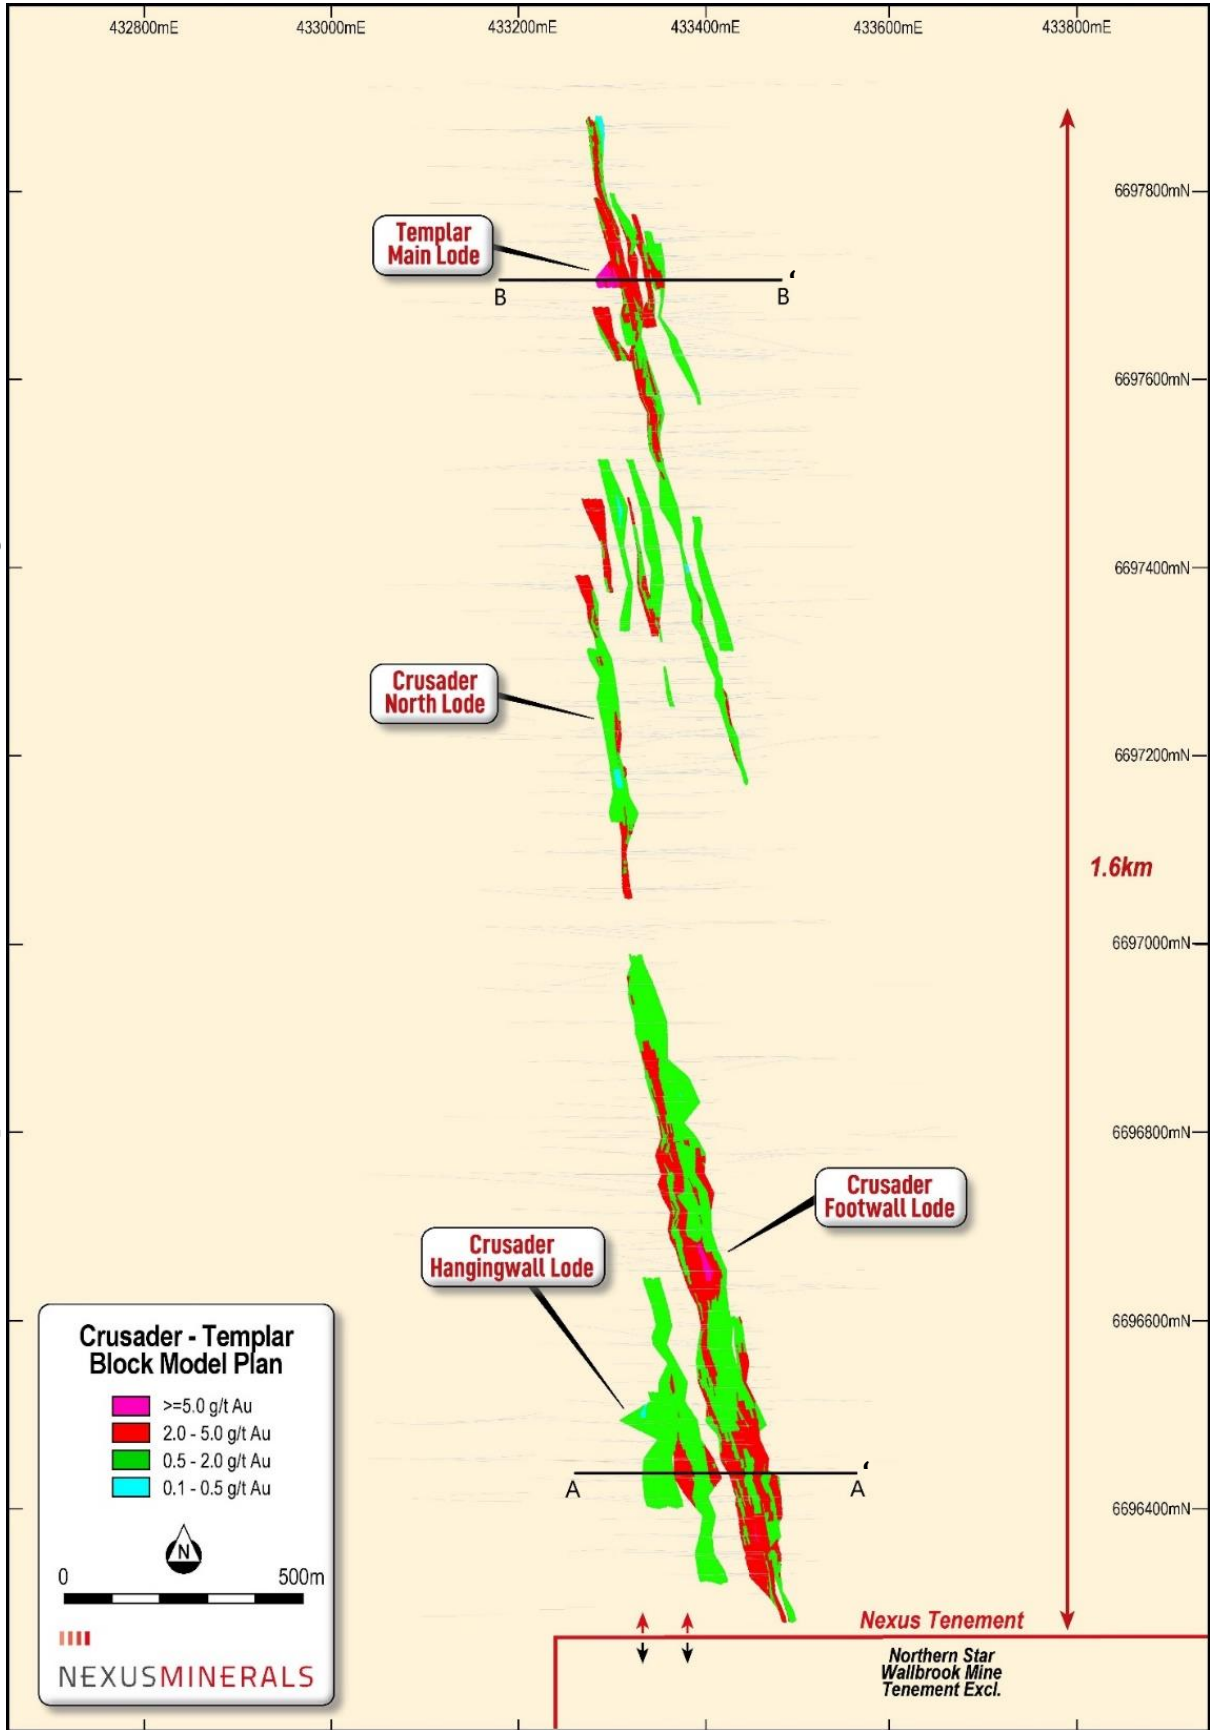 432800mE
433000mE
433200mE
433400mE
433600mE
433800mE
6697800mN
Templar
Main Lode
B
B
‘
6697600mN
6697400mN
Crusader
North Lode
6697200mN
1.6km
6697000mN
6696800mN
Crusader
Footwall Lode
Crusader
Hangingwall Lode
6696600mN
A
A
‘
6696400mN
Crusader - Templar
Block Model Plan
>=5.0 g/t Au
2.0 - 5.0 g/t Au
0.5 - 2.0 g/t Au
0.1 - 0.5 g/t Au
N
0 500m
NEXUSMINERALS
Nexus Tenement
Northern Star
Wallbrook Mine
Tenement Excl.